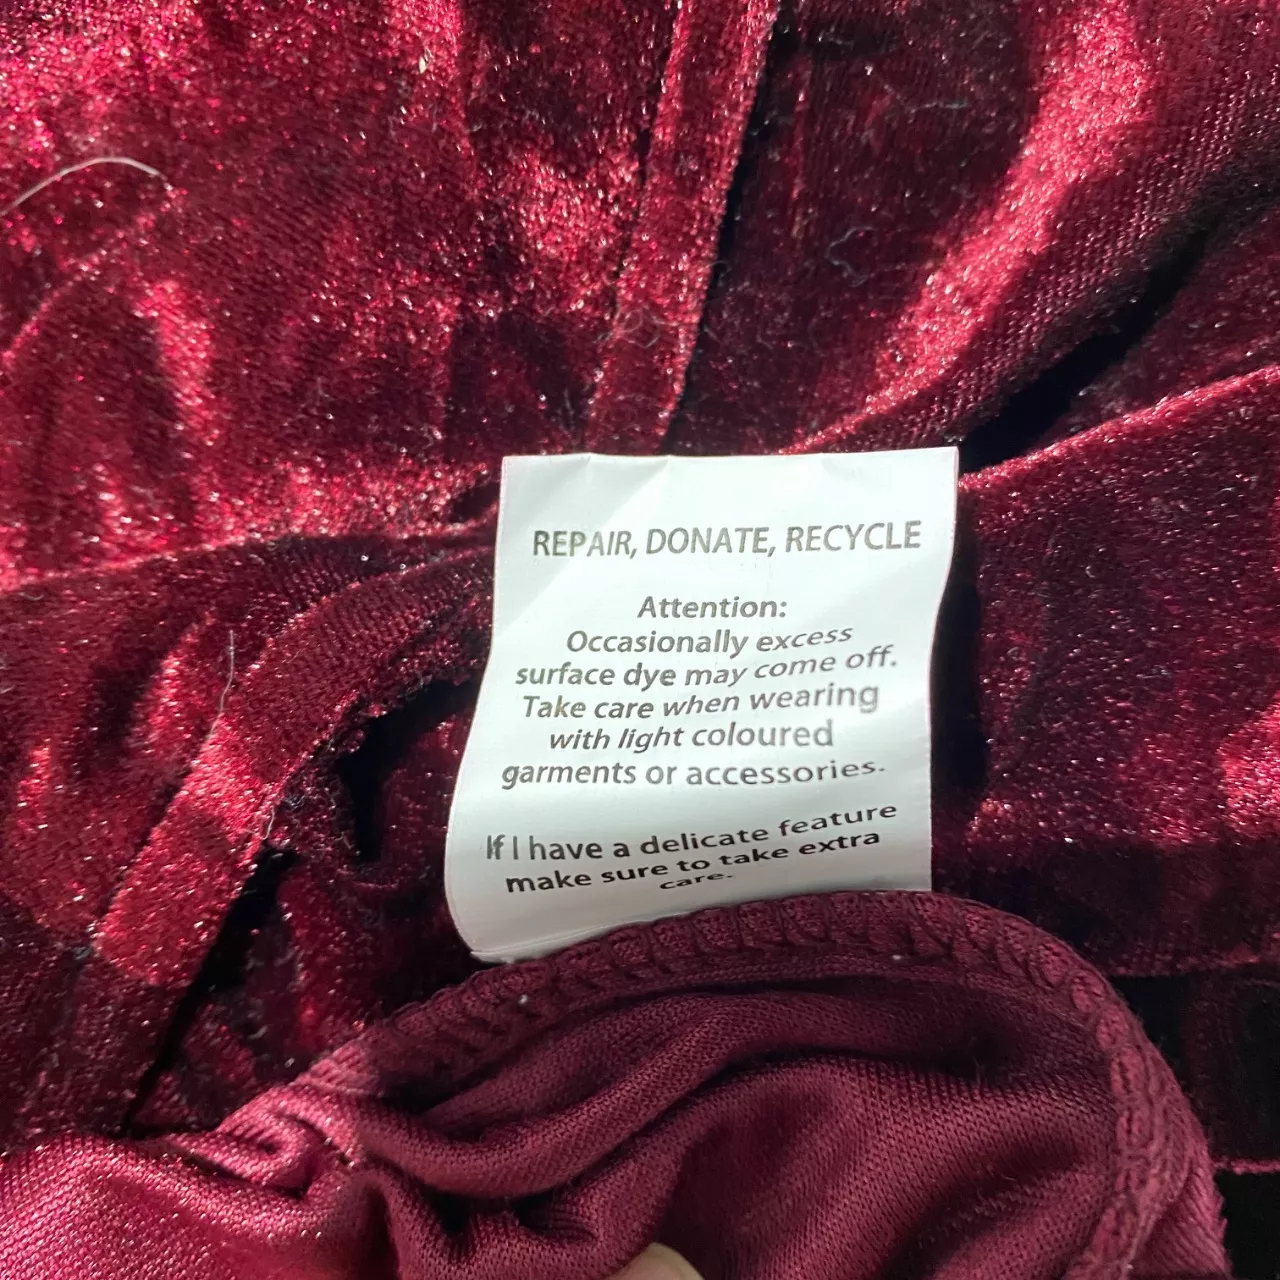 REPAIR, DONATE, RECYCLE
Attention:
Occasionally excess
surface dye may come off.
Take care when wearing
with light coloured
garments or accessories.
If I have a delicate feature
make sure to take extra
care.